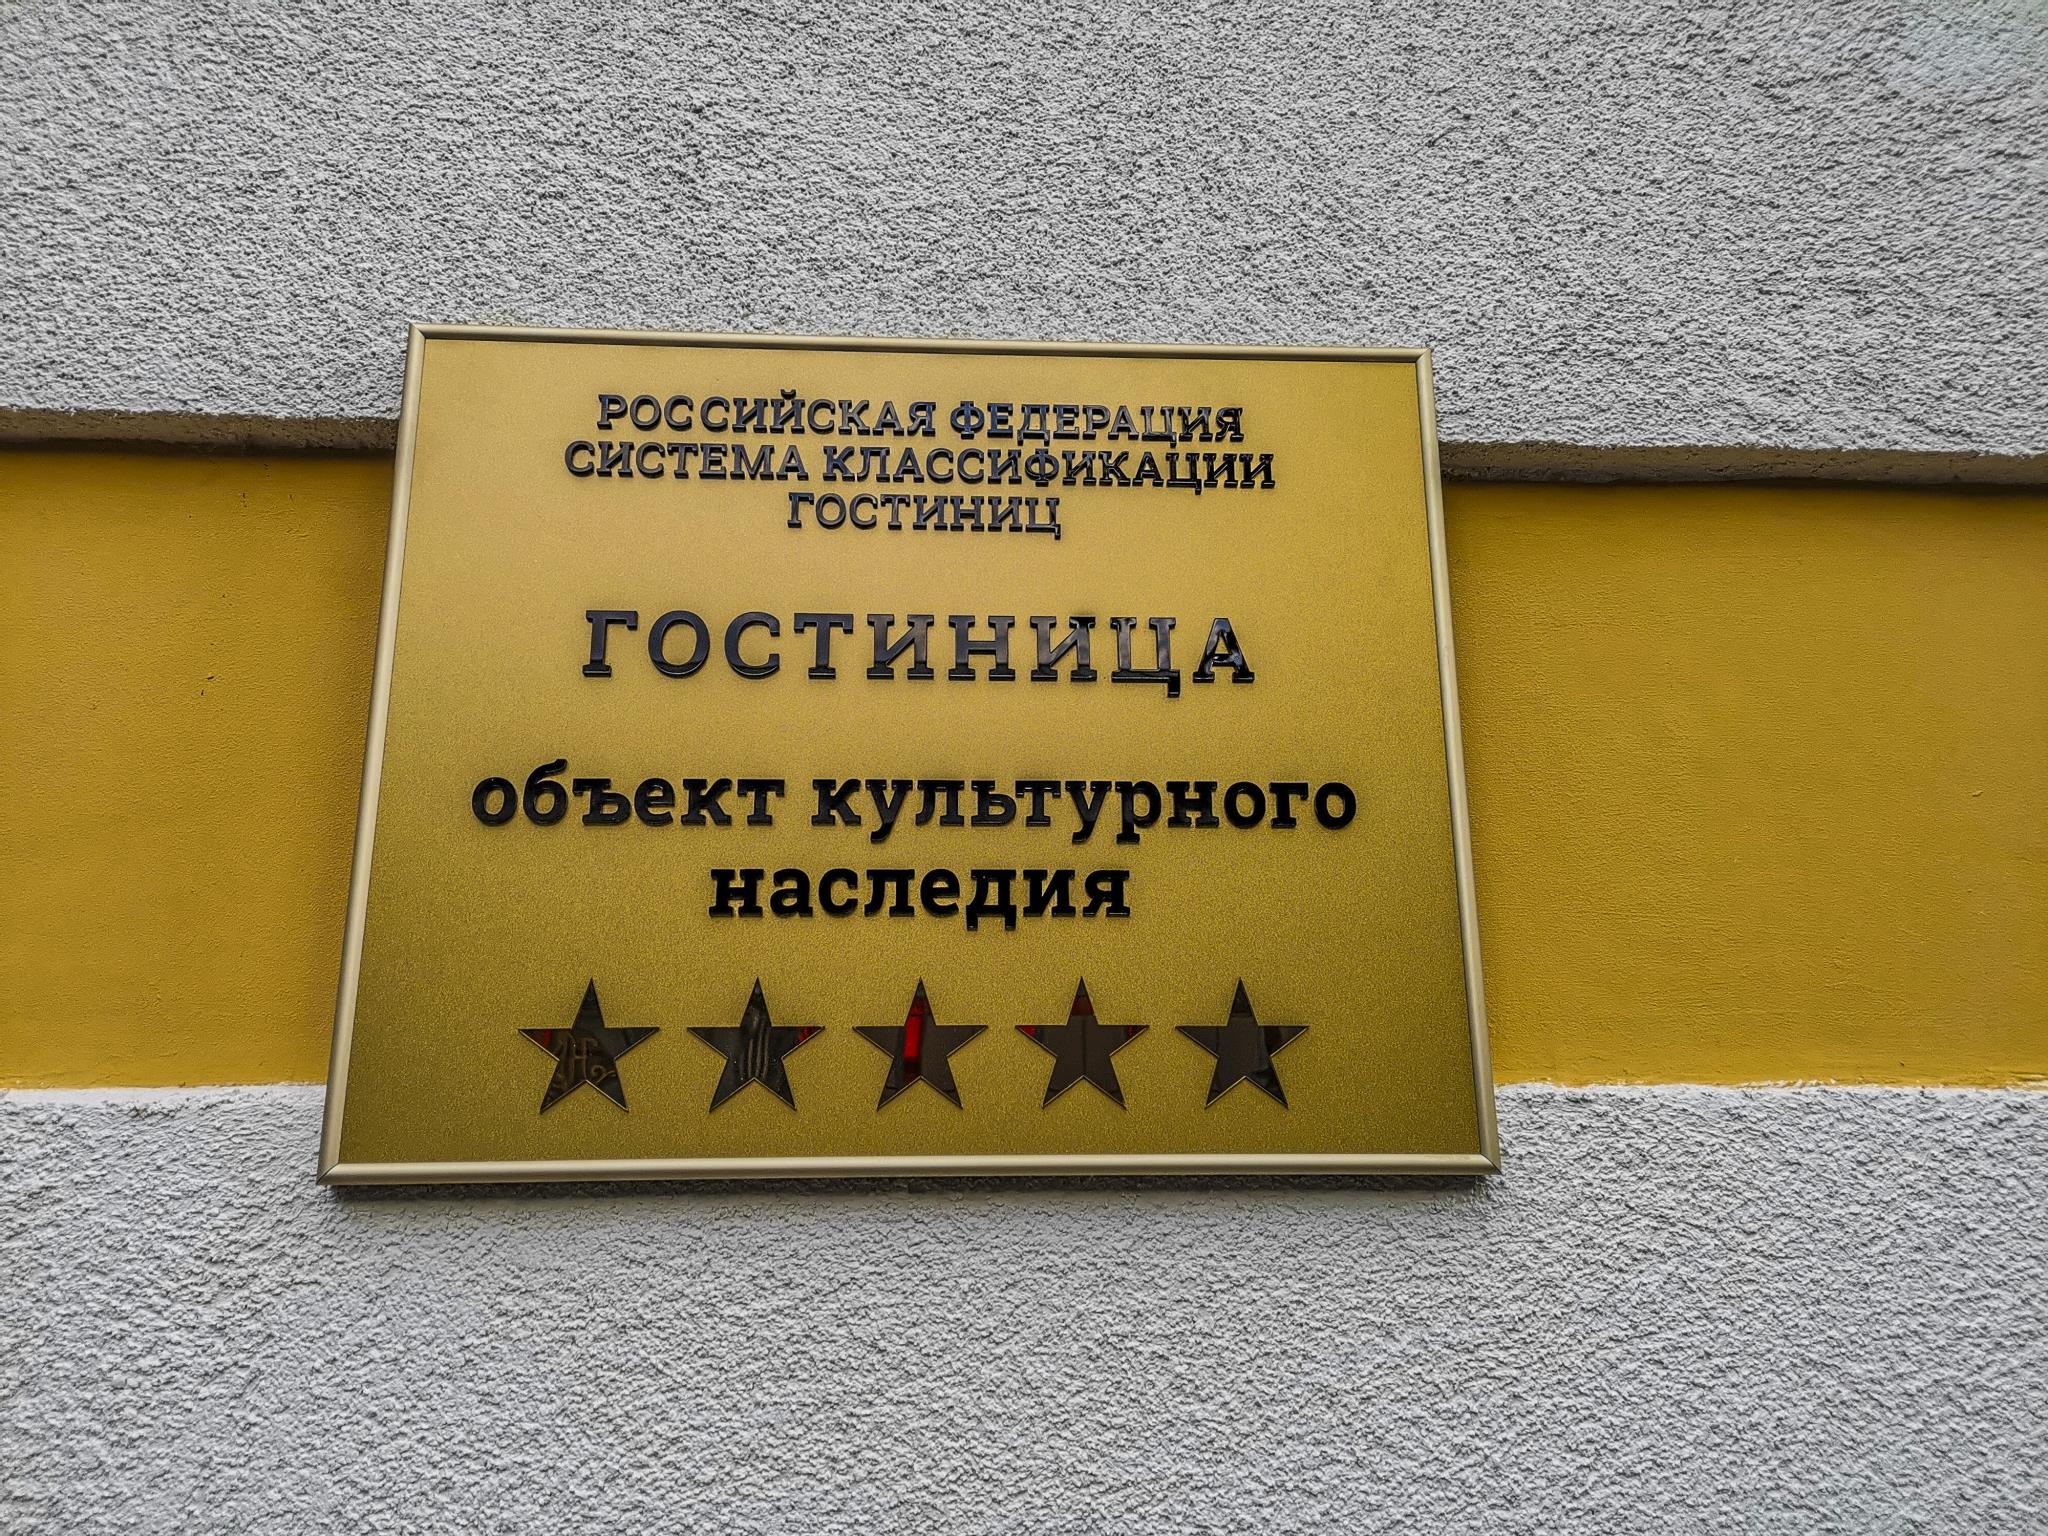 РОССИЙСКАЯ ФЕДЕРАЦИЯ
СИСТЕМА КЛАССИФИКАЦИИ
ГОСТИНИЦ
ГОСТИНИЦА
объект культурного
наследия